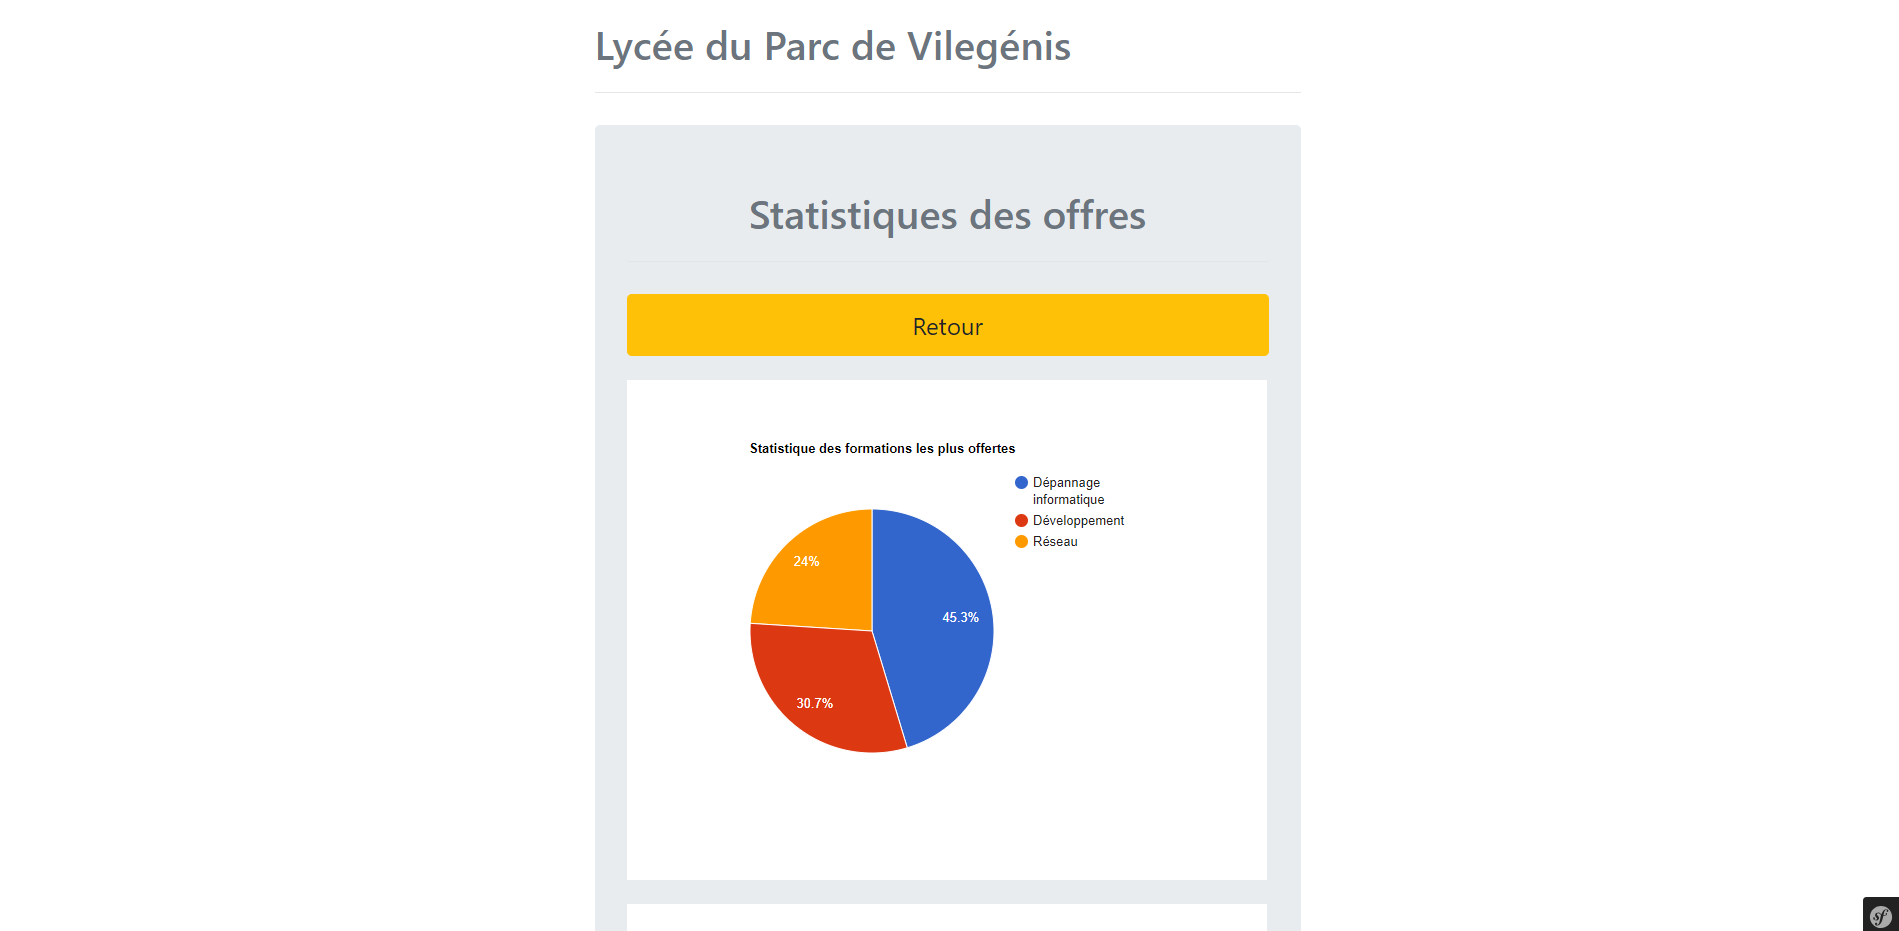 Lycée du Parc de Vilegénis
Statistiques des offres
Retour
Statistique des formations les plus offertes
Dépannage
informatique
Développement
Réseau
24%
45.3%
30.7%
sf